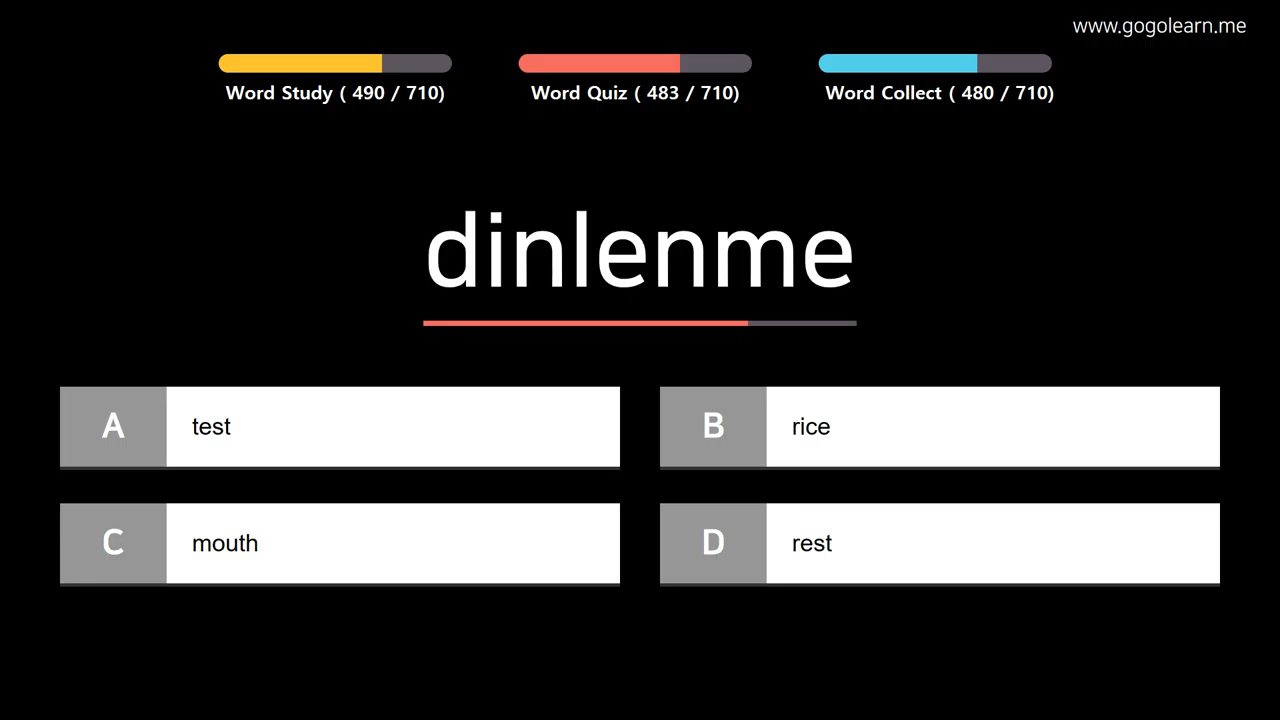 www.gogolearn.me
Word Study ( 490 / 710)
Word Quiz ( 483 / 710)
Word Collect ( 480 / 710)
dinlenme
A test
B rice
C mouth
D rest